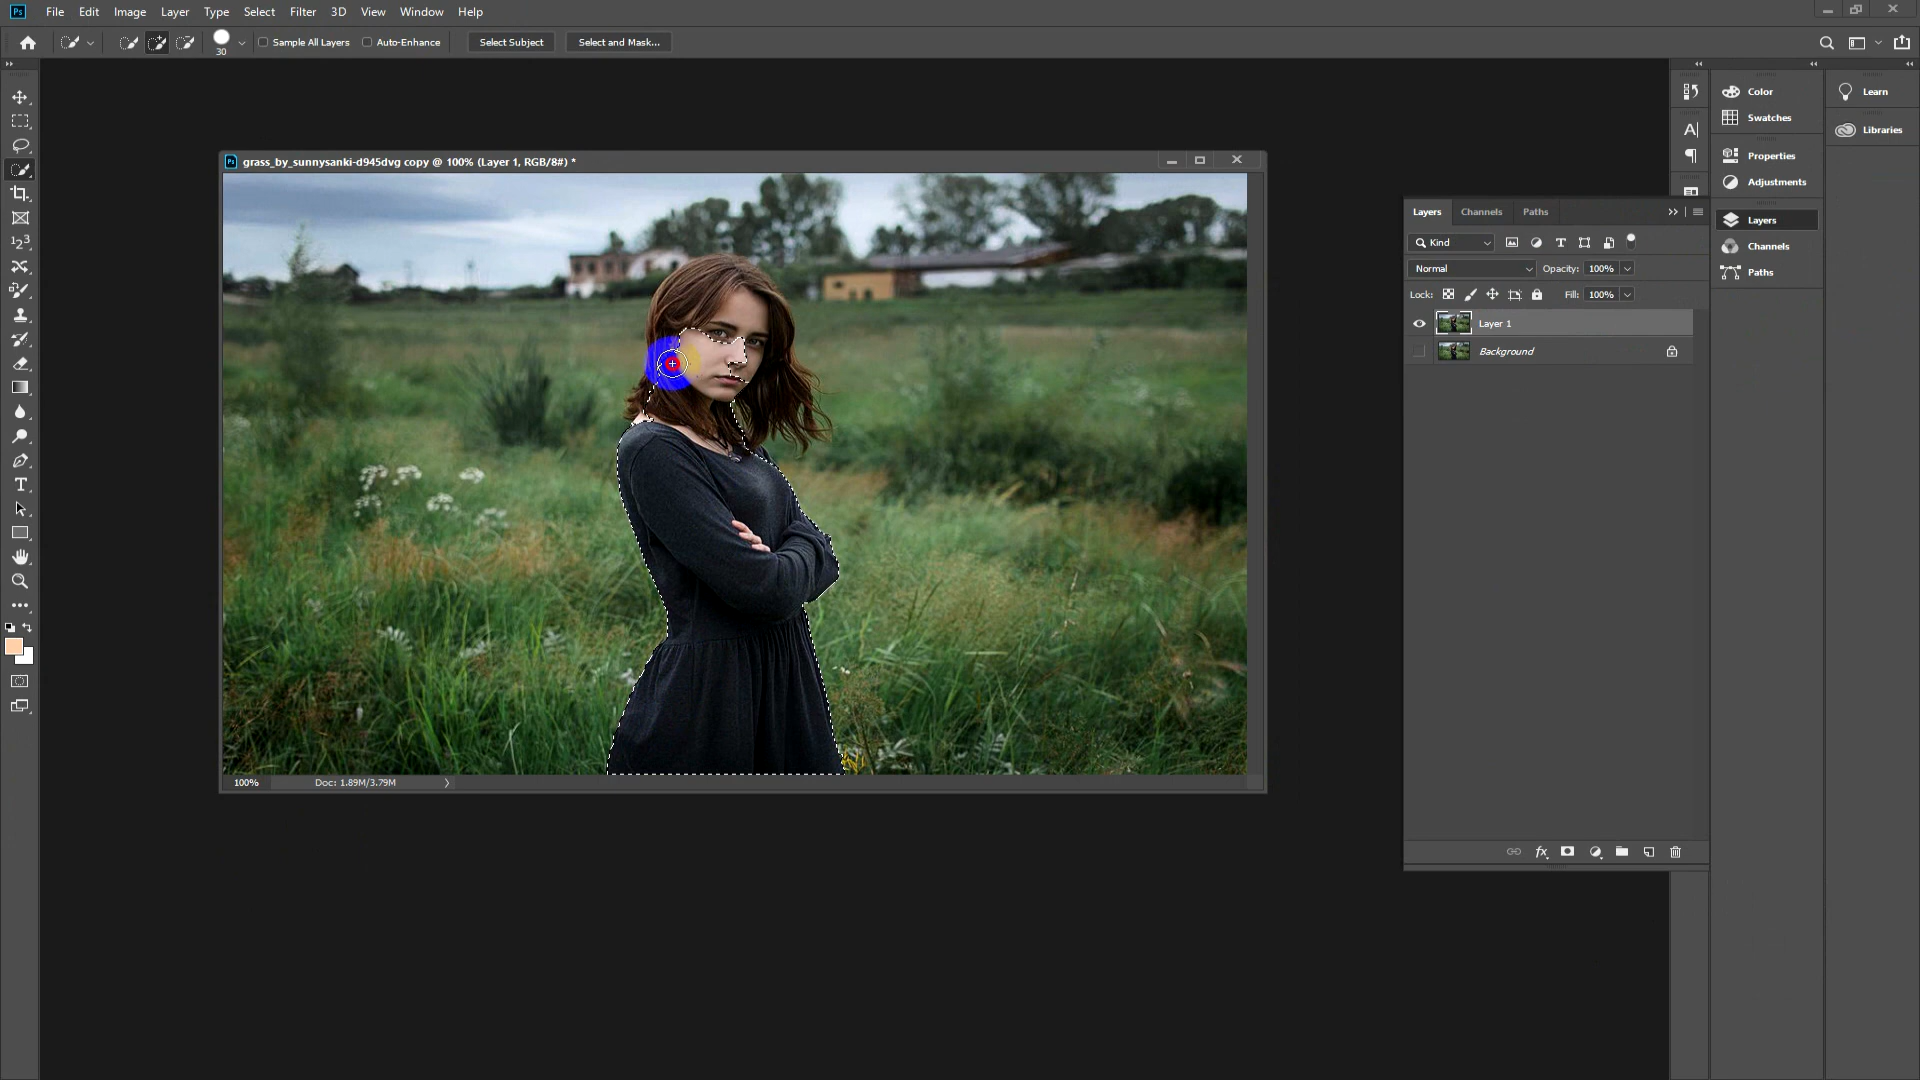 Ps File Edit Image Layer Type Select Filter 3D View Window Help
30 Sample All Layers Auto-Enhance Select Subject Select and Mask...
Color
Swatches
Properties
Adjustments
Layers
Channels
Paths
Learn
Libraries
Ps grass_by_sunnysanki-d945dvg copy @ 100% (Layer 1, RGB/8#) *
100% Doc: 1.89M/3.79M
Layers Channels Paths
Kind
Normal Opacity: 100%
Lock: Fill: 100%
Layer 1
Background
fx